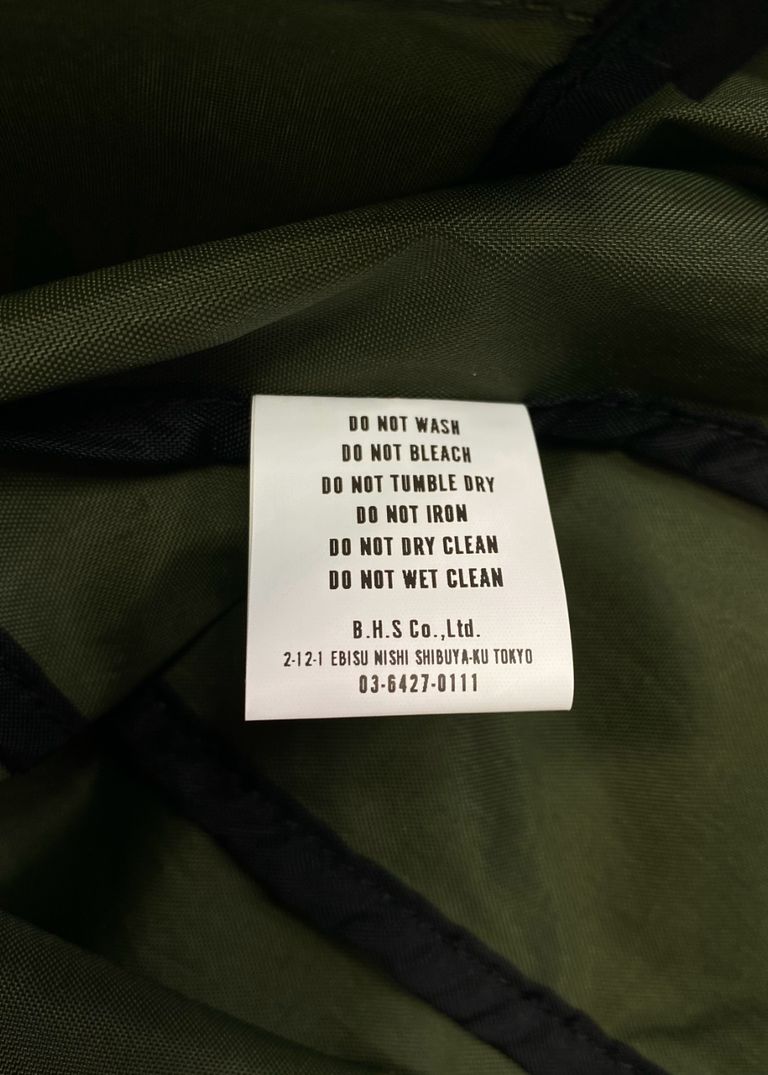 DO NOT WASH
DO NOT BLEACH
DO NOT TUMBLE DRY
DO NOT IRON
DO NOT DRY CLEAN
DO NOT WET CLEAN
B.H.S Co.,Ltd.
2-12-1 EBISU NISHI SHIBUYA-KU TOKYO
03-6427-0111